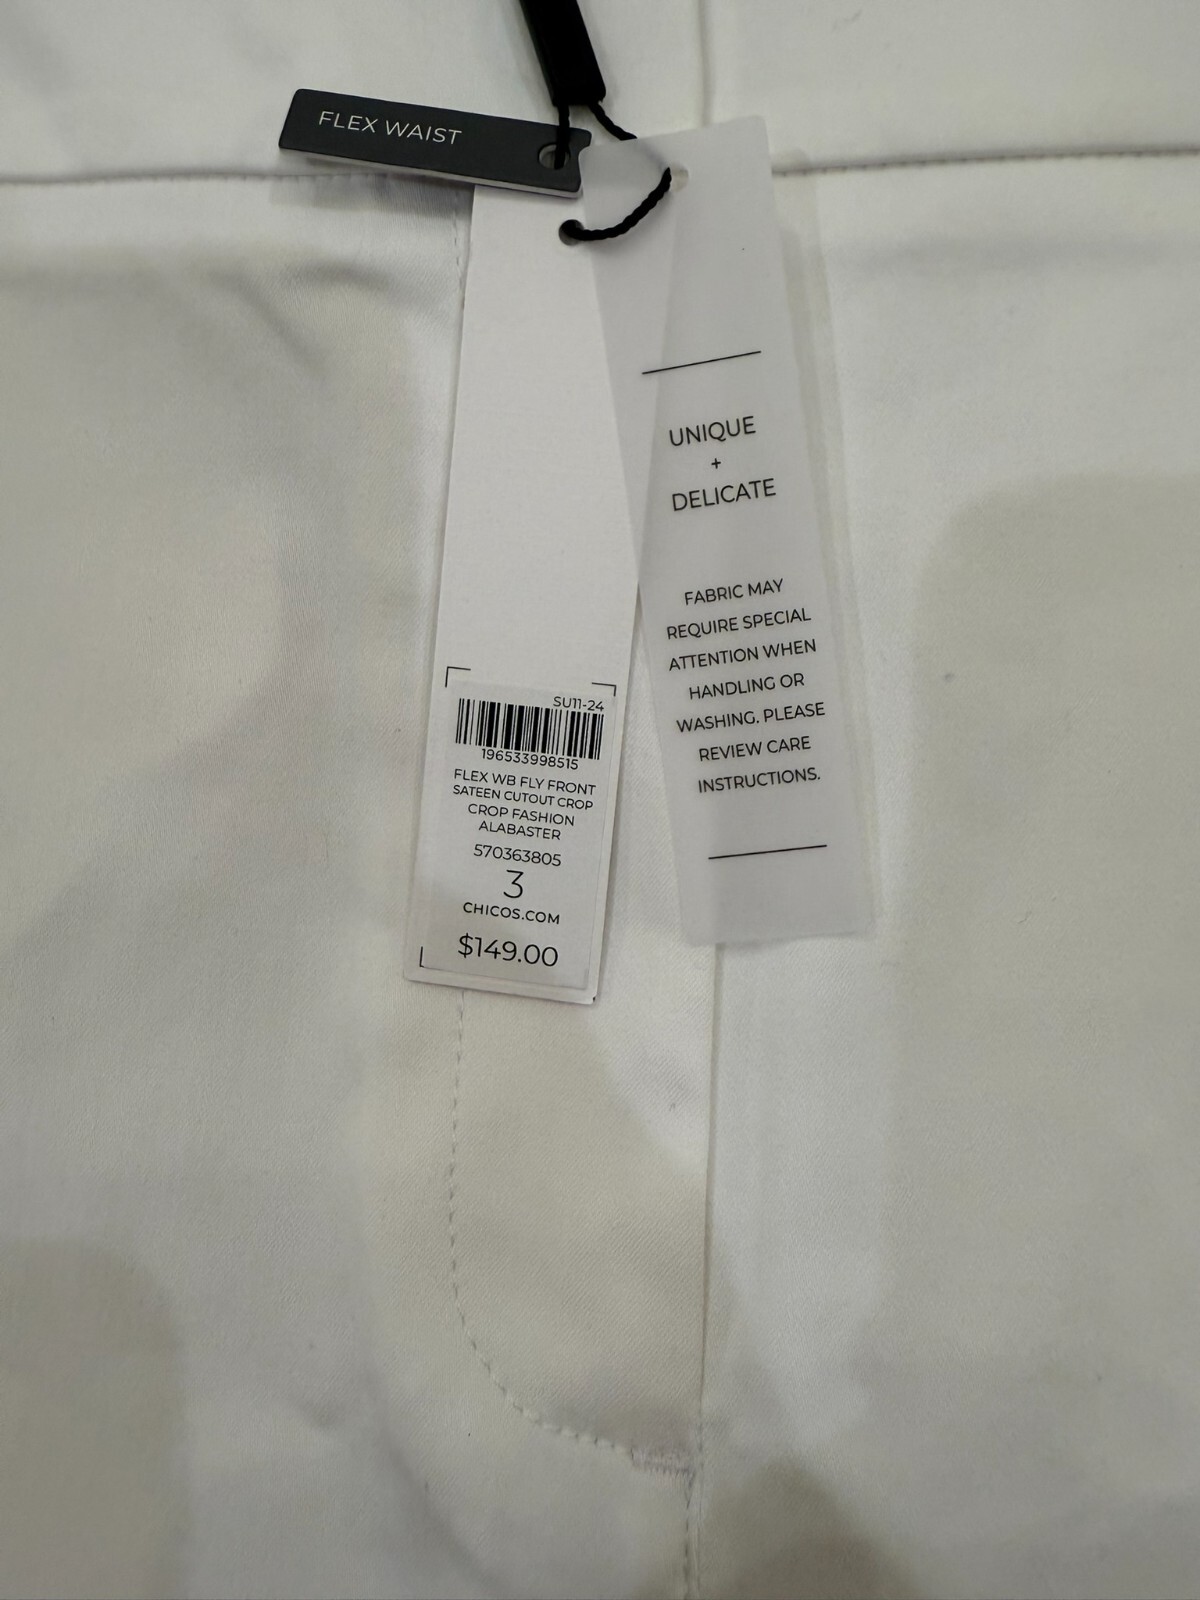 FLEX WAIST
UNIQUE
+
DELICATE
FABRIC MAY
REQUIRE SPECIAL
ATTENTION WHEN
HANDLING OR
WASHING. PLEASE
REVIEW CARE
INSTRUCTIONS.
SU11-24
196533998515
FLEX WB FLY FRONT
SATEEN CUTOUT CROP
CROP FASHION
ALABASTER
570363805
3
CHICOS.COM
$149.00